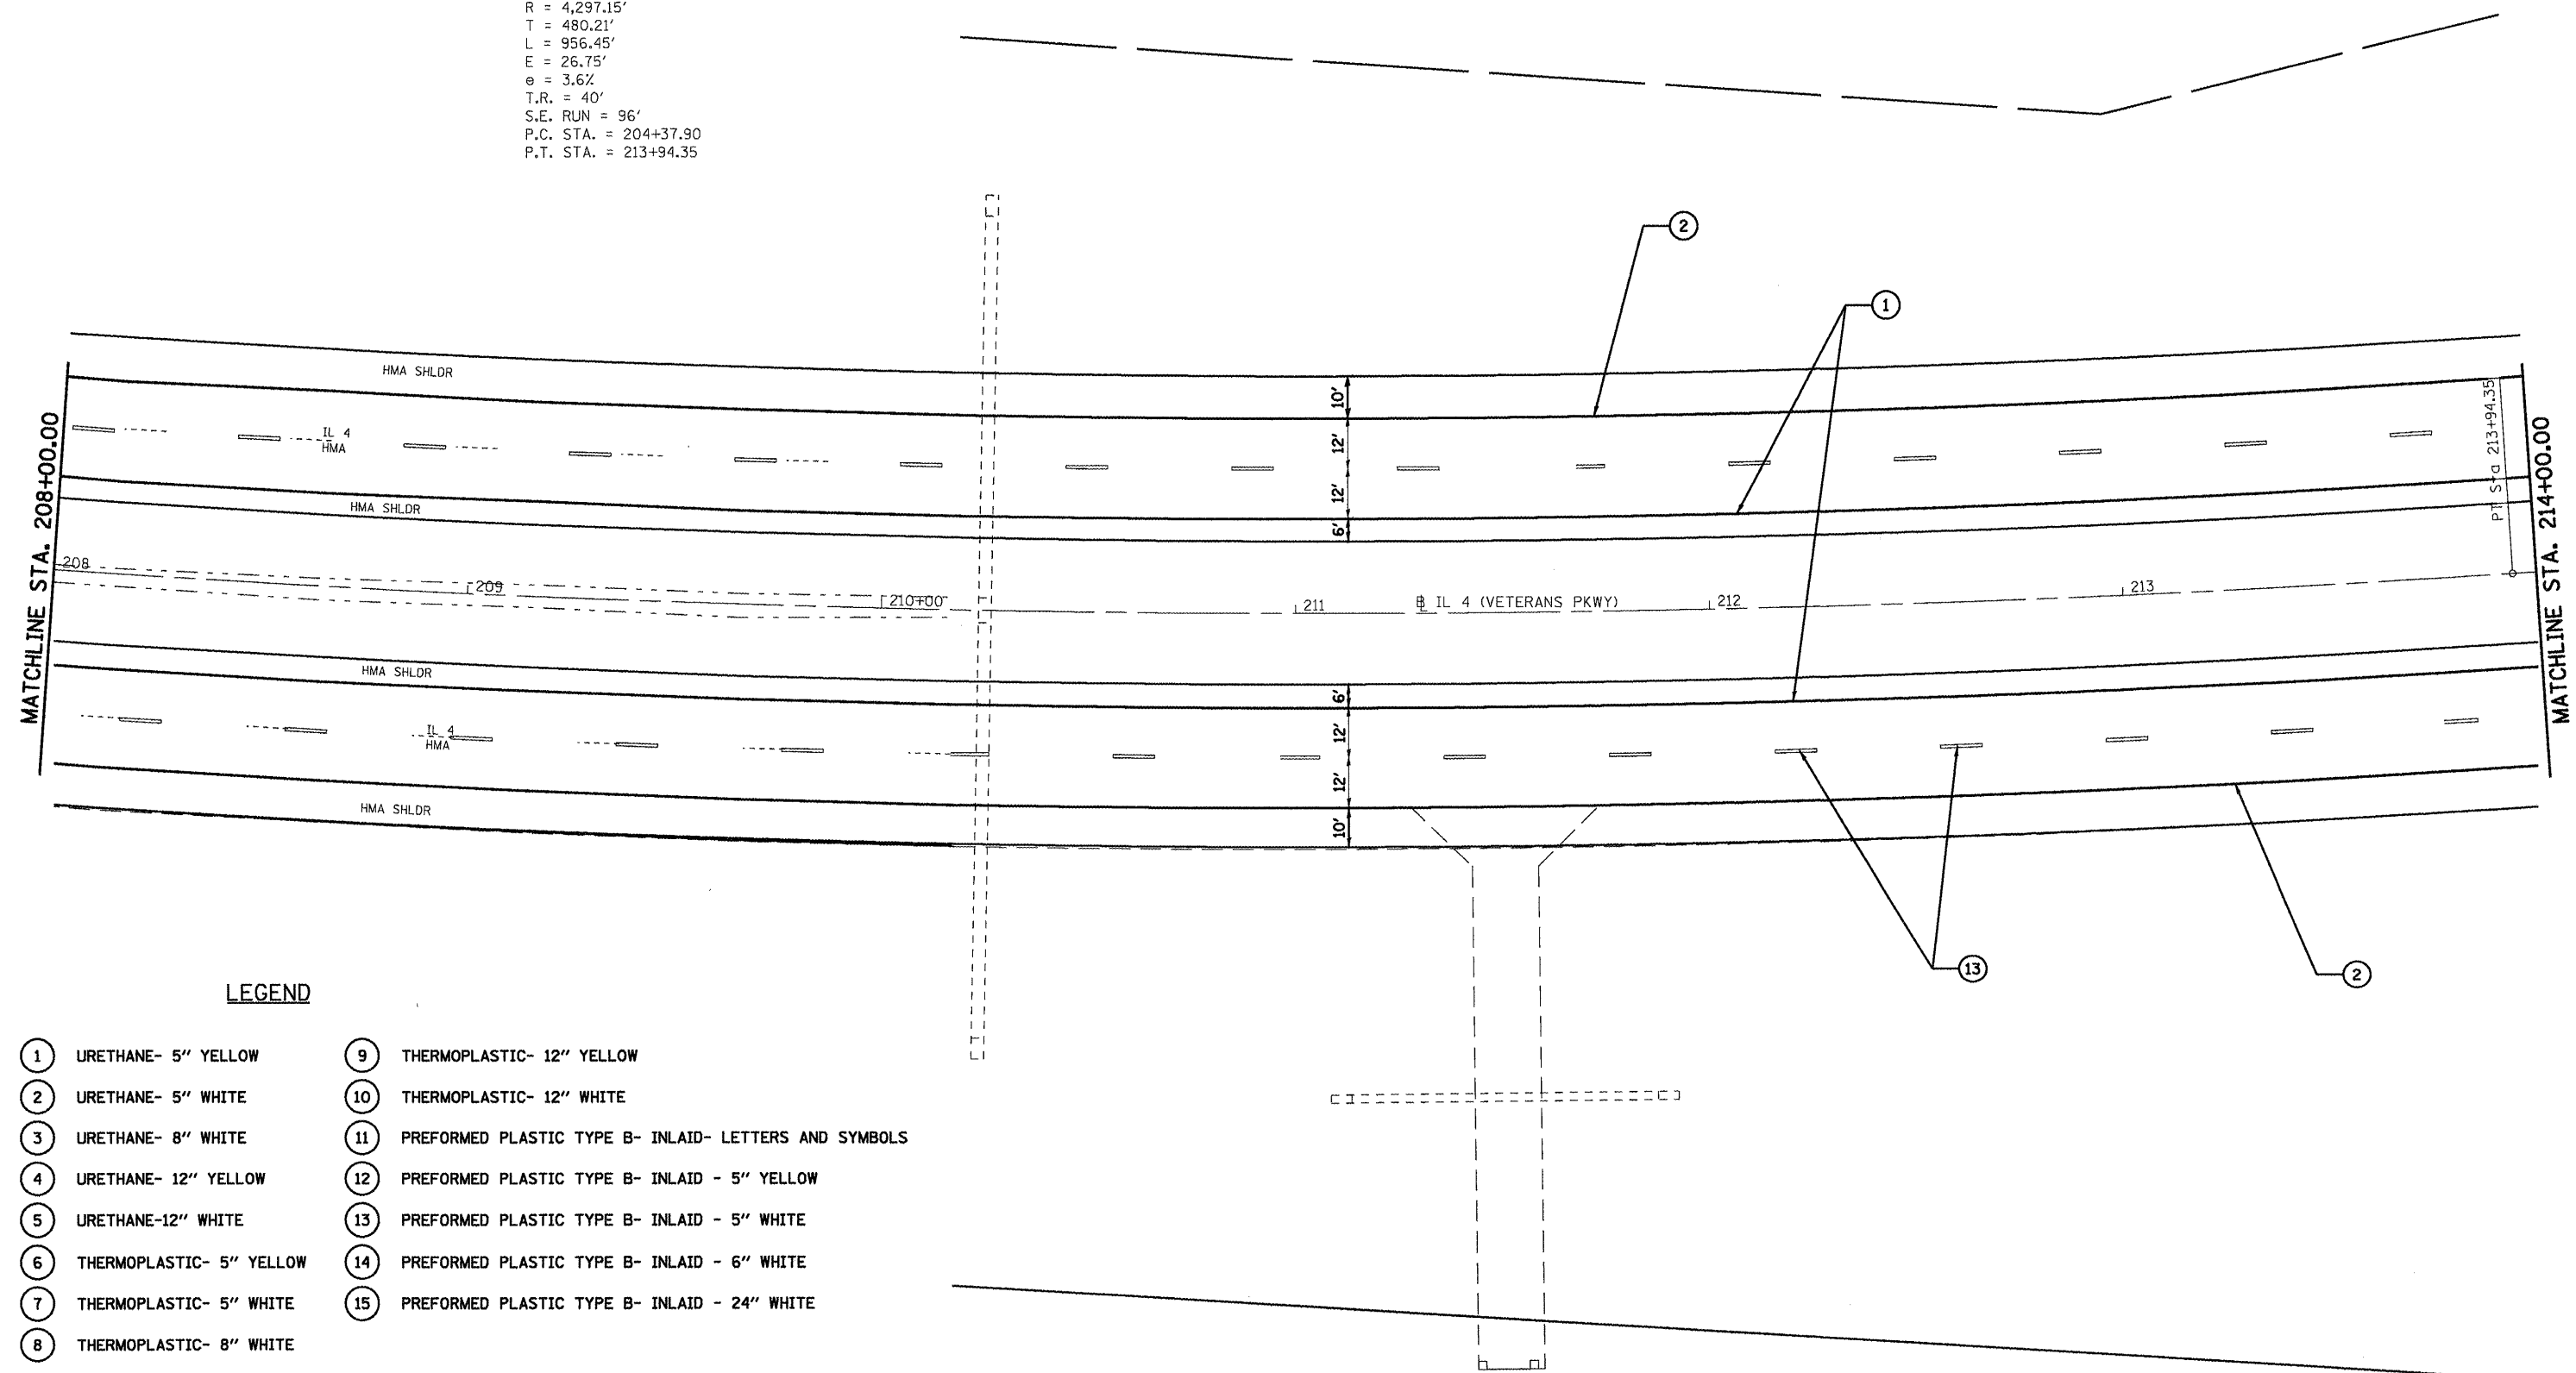 R = 4,297.15'
T = 480.21'
L = 956.45'
E = 26.75'
e = 3.6%
T.R. = 40'
S.E. RUN = 96'
P.C. STA. = 204+37.90
P.T. STA. = 213+94.35
2
1
HMA SHLDR
10'
IL 4
HMA
12'
12'
HMA SHLDR
6'
MATCHLINE STA. 208+00.00
PT Sta 213+94.35
MATCHLINE STA. 214+00.00
208
209
210+00
211
IL 4 (VETERANS PKWY)
212
213
HMA SHLDR
6'
IL 4
HMA
12'
12'
HMA SHLDR
10'
13
2
LEGEND
1 URETHANE- 5" YELLOW
2 URETHANE- 5" WHITE
3 URETHANE- 8" WHITE
4 URETHANE- 12" YELLOW
5 URETHANE-12" WHITE
6 THERMOPLASTIC- 5" YELLOW
7 THERMOPLASTIC- 5" WHITE
8 THERMOPLASTIC- 8" WHITE
9 THERMOPLASTIC- 12" YELLOW
10 THERMOPLASTIC- 12" WHITE
11 PREFORMED PLASTIC TYPE B- INLAID- LETTERS AND SYMBOLS
12 PREFORMED PLASTIC TYPE B- INLAID - 5" YELLOW
13 PREFORMED PLASTIC TYPE B- INLAID - 5" WHITE
14 PREFORMED PLASTIC TYPE B- INLAID - 6" WHITE
15 PREFORMED PLASTIC TYPE B- INLAID - 24" WHITE